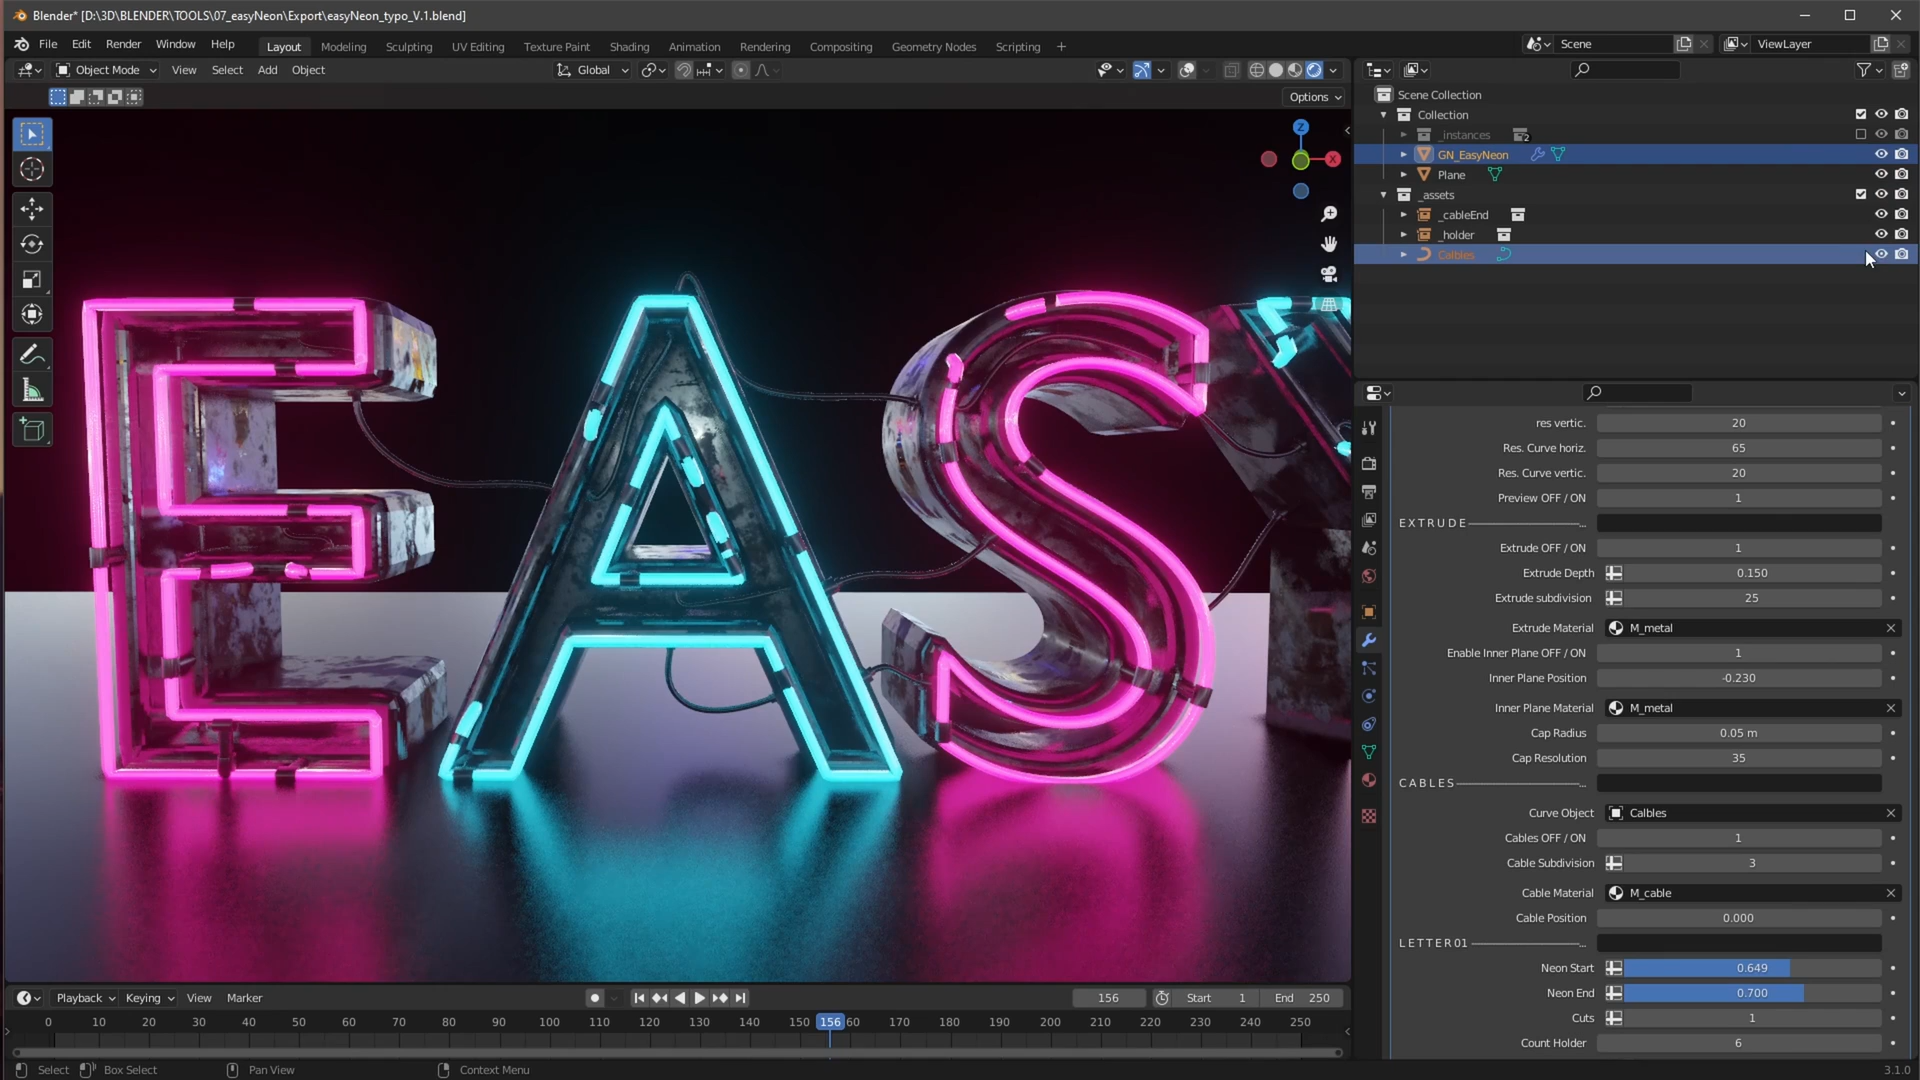 Blender* [D:\3D\BLENDER\TOOLS\07_easyNeon\Export\easyNeon_typo_V.1.blend]
File Edit Render Window Help Layout Modeling Sculpting UV Editing Texture Paint Shading Animation Rendering Compositing Geometry Nodes Scripting + Scene ViewLayer
Object Mode View Select Add Object Global
Options
Z
X
EAS
Scene Collection
Collection
_instances 2
GN_EasyNeon
Plane
_assets
_cableEnd
_holder
Calbles
res vertic. 20
Res. Curve horiz. 65
Res. Curve vertic. 20
Preview OFF / ON 1
EXTRUDE——————...
Extrude OFF / ON 1
Extrude Depth 0.150
Extrude subdivision 25
Extrude Material M_metal
Enable Inner Plane OFF / ON 1
Inner Plane Position -0.230
Inner Plane Material M_metal
Cap Radius 0.05 m
Cap Resolution 35
CABLES——————...
Curve Object Calbles
Cables OFF / ON 1
Cable Subdivision 3
Cable Material M_cable
Cable Position 0.000
LETTER01 ——————...
Neon Start 0.649
Neon End 0.700
Cuts 1
Count Holder 6
Playback Keying View Marker 156 Start 1 End 250
0 10 20 30 40 50 60 70 80 90 100 110 120 130 140 150 156 60 170 180 190 200 210 220 230 240 250
Select Box Select Pan View Context Menu 3.1.0